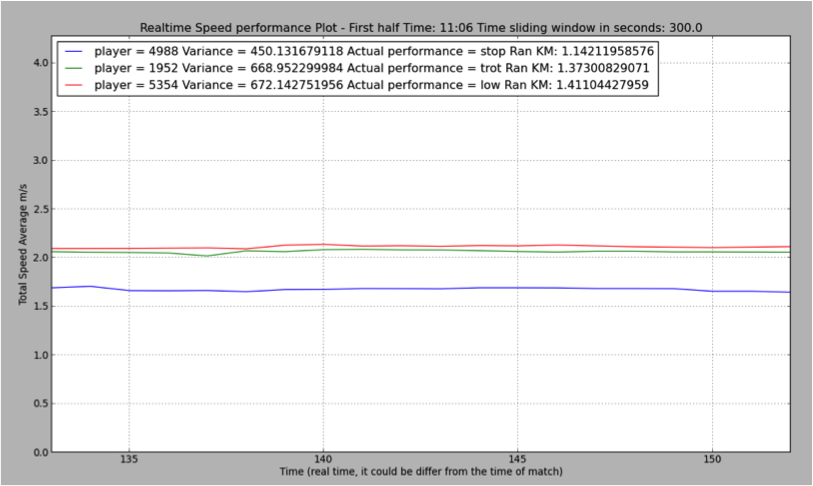 Realtime Speed performance Plot - First half Time: 11:06 Time sliding window in seconds: 300.0
player = 4988 Variance = 450.131679118 Actual performance = stop Ran KM: 1.14211958576
player = 1952 Variance = 668.952299984 Actual performance = trot Ran KM: 1.37300829071
player = 5354 Variance = 672.142751956 Actual performance = low Ran KM: 1.41104427959
4.0
3.5
3.0
2.5
2.0
1.5
1.0
0.5
0.0
Total Speed Average m/s
135 140 145 150
Time (real time, it could be differ from the time of match)